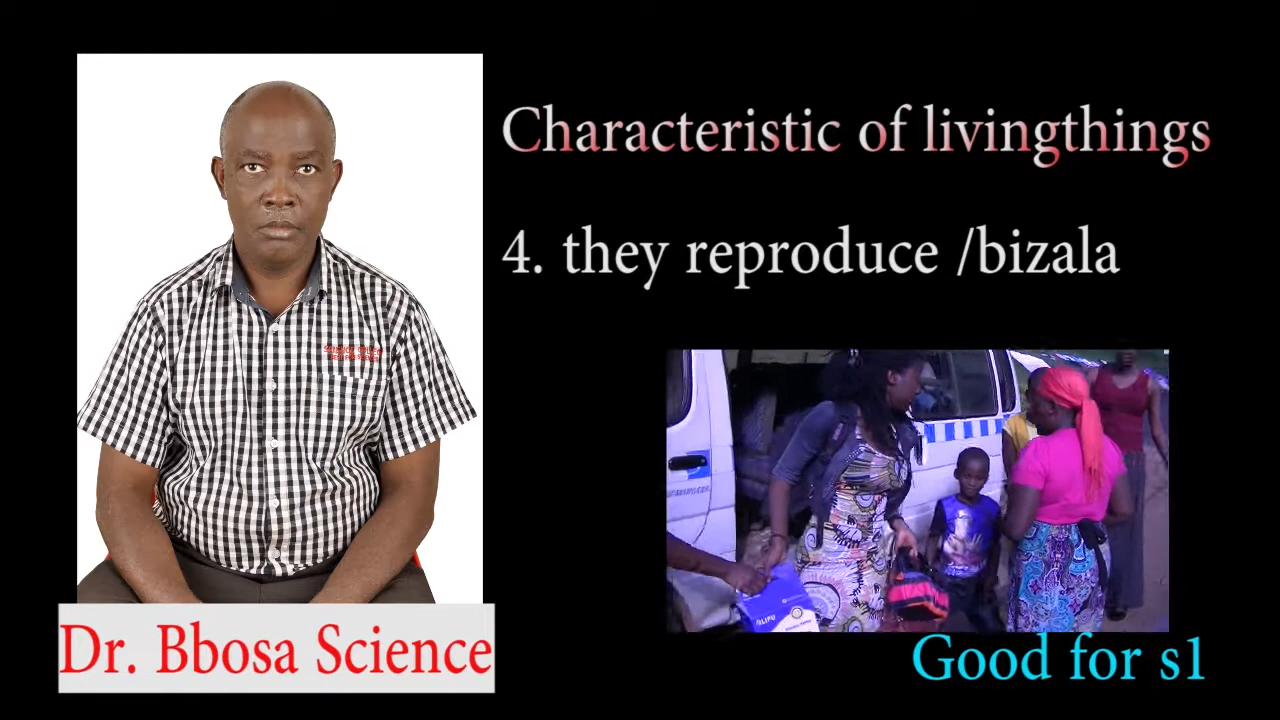 Characteristic of livingthings
4. they reproduce /bizala
Dr. Bbosa Science
Good for s1